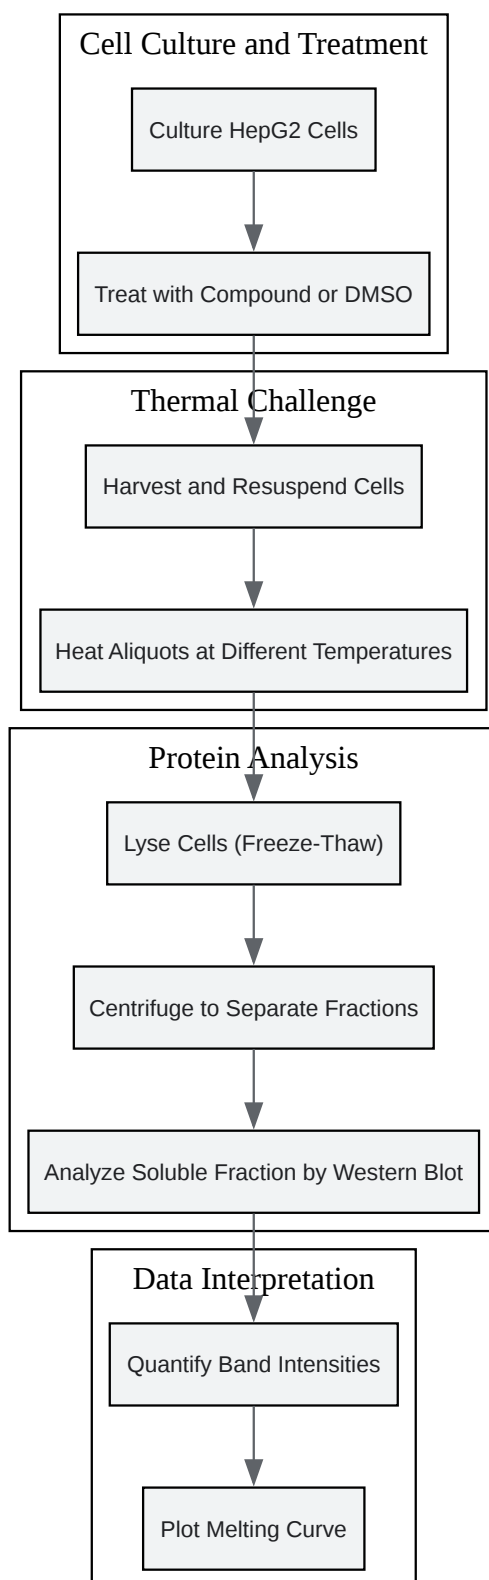 Cell Culture and Treatment
Culture HepG2 Cells
Treat with Compound or DMSO
Thermal Challenge
Harvest and Resuspend Cells
Heat Aliquots at Different Temperatures
Protein Analysis
Lyse Cells (Freeze-Thaw)
Centrifuge to Separate Fractions
Analyze Soluble Fraction by Western Blot
Data Interpretation
Quantify Band Intensities
Plot Melting Curve